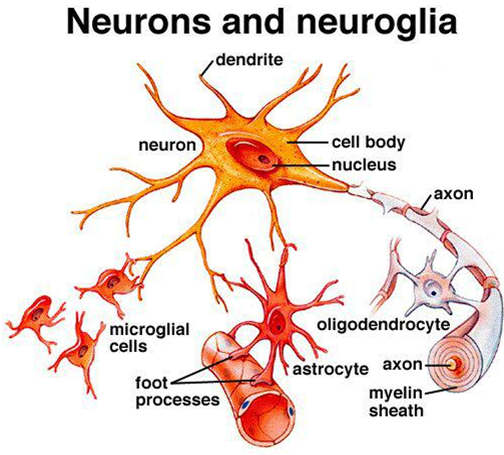 Neurons and neuroglia
dendrite
neuron
cell body
nucleus
axon
microglial
cells
oligodendrocyte
astrocyte
foot
processes
axon
myelin
sheath